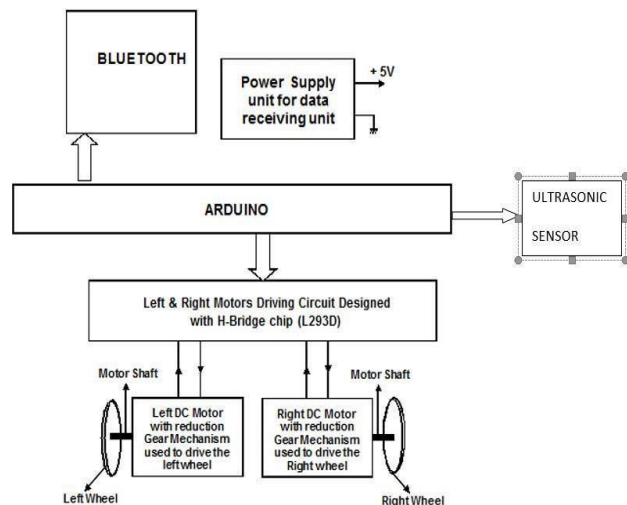 BLUETOOTH
Power Supply
unit for data
receiving unit
+ 5V
ARDUINO
ULTRASONIC
SENSOR
Left & Right Motors Driving Circuit Designed
with H-Bridge chip (L293D)
Motor Shaft
Motor Shaft
Left DC Motor
with reduction
Gear Mechanism
used to drive the
left wheel
Right DC Motor
with reduction
Gear Mechanism
used to drive the
Right wheel
Left Wheel
Right Wheel